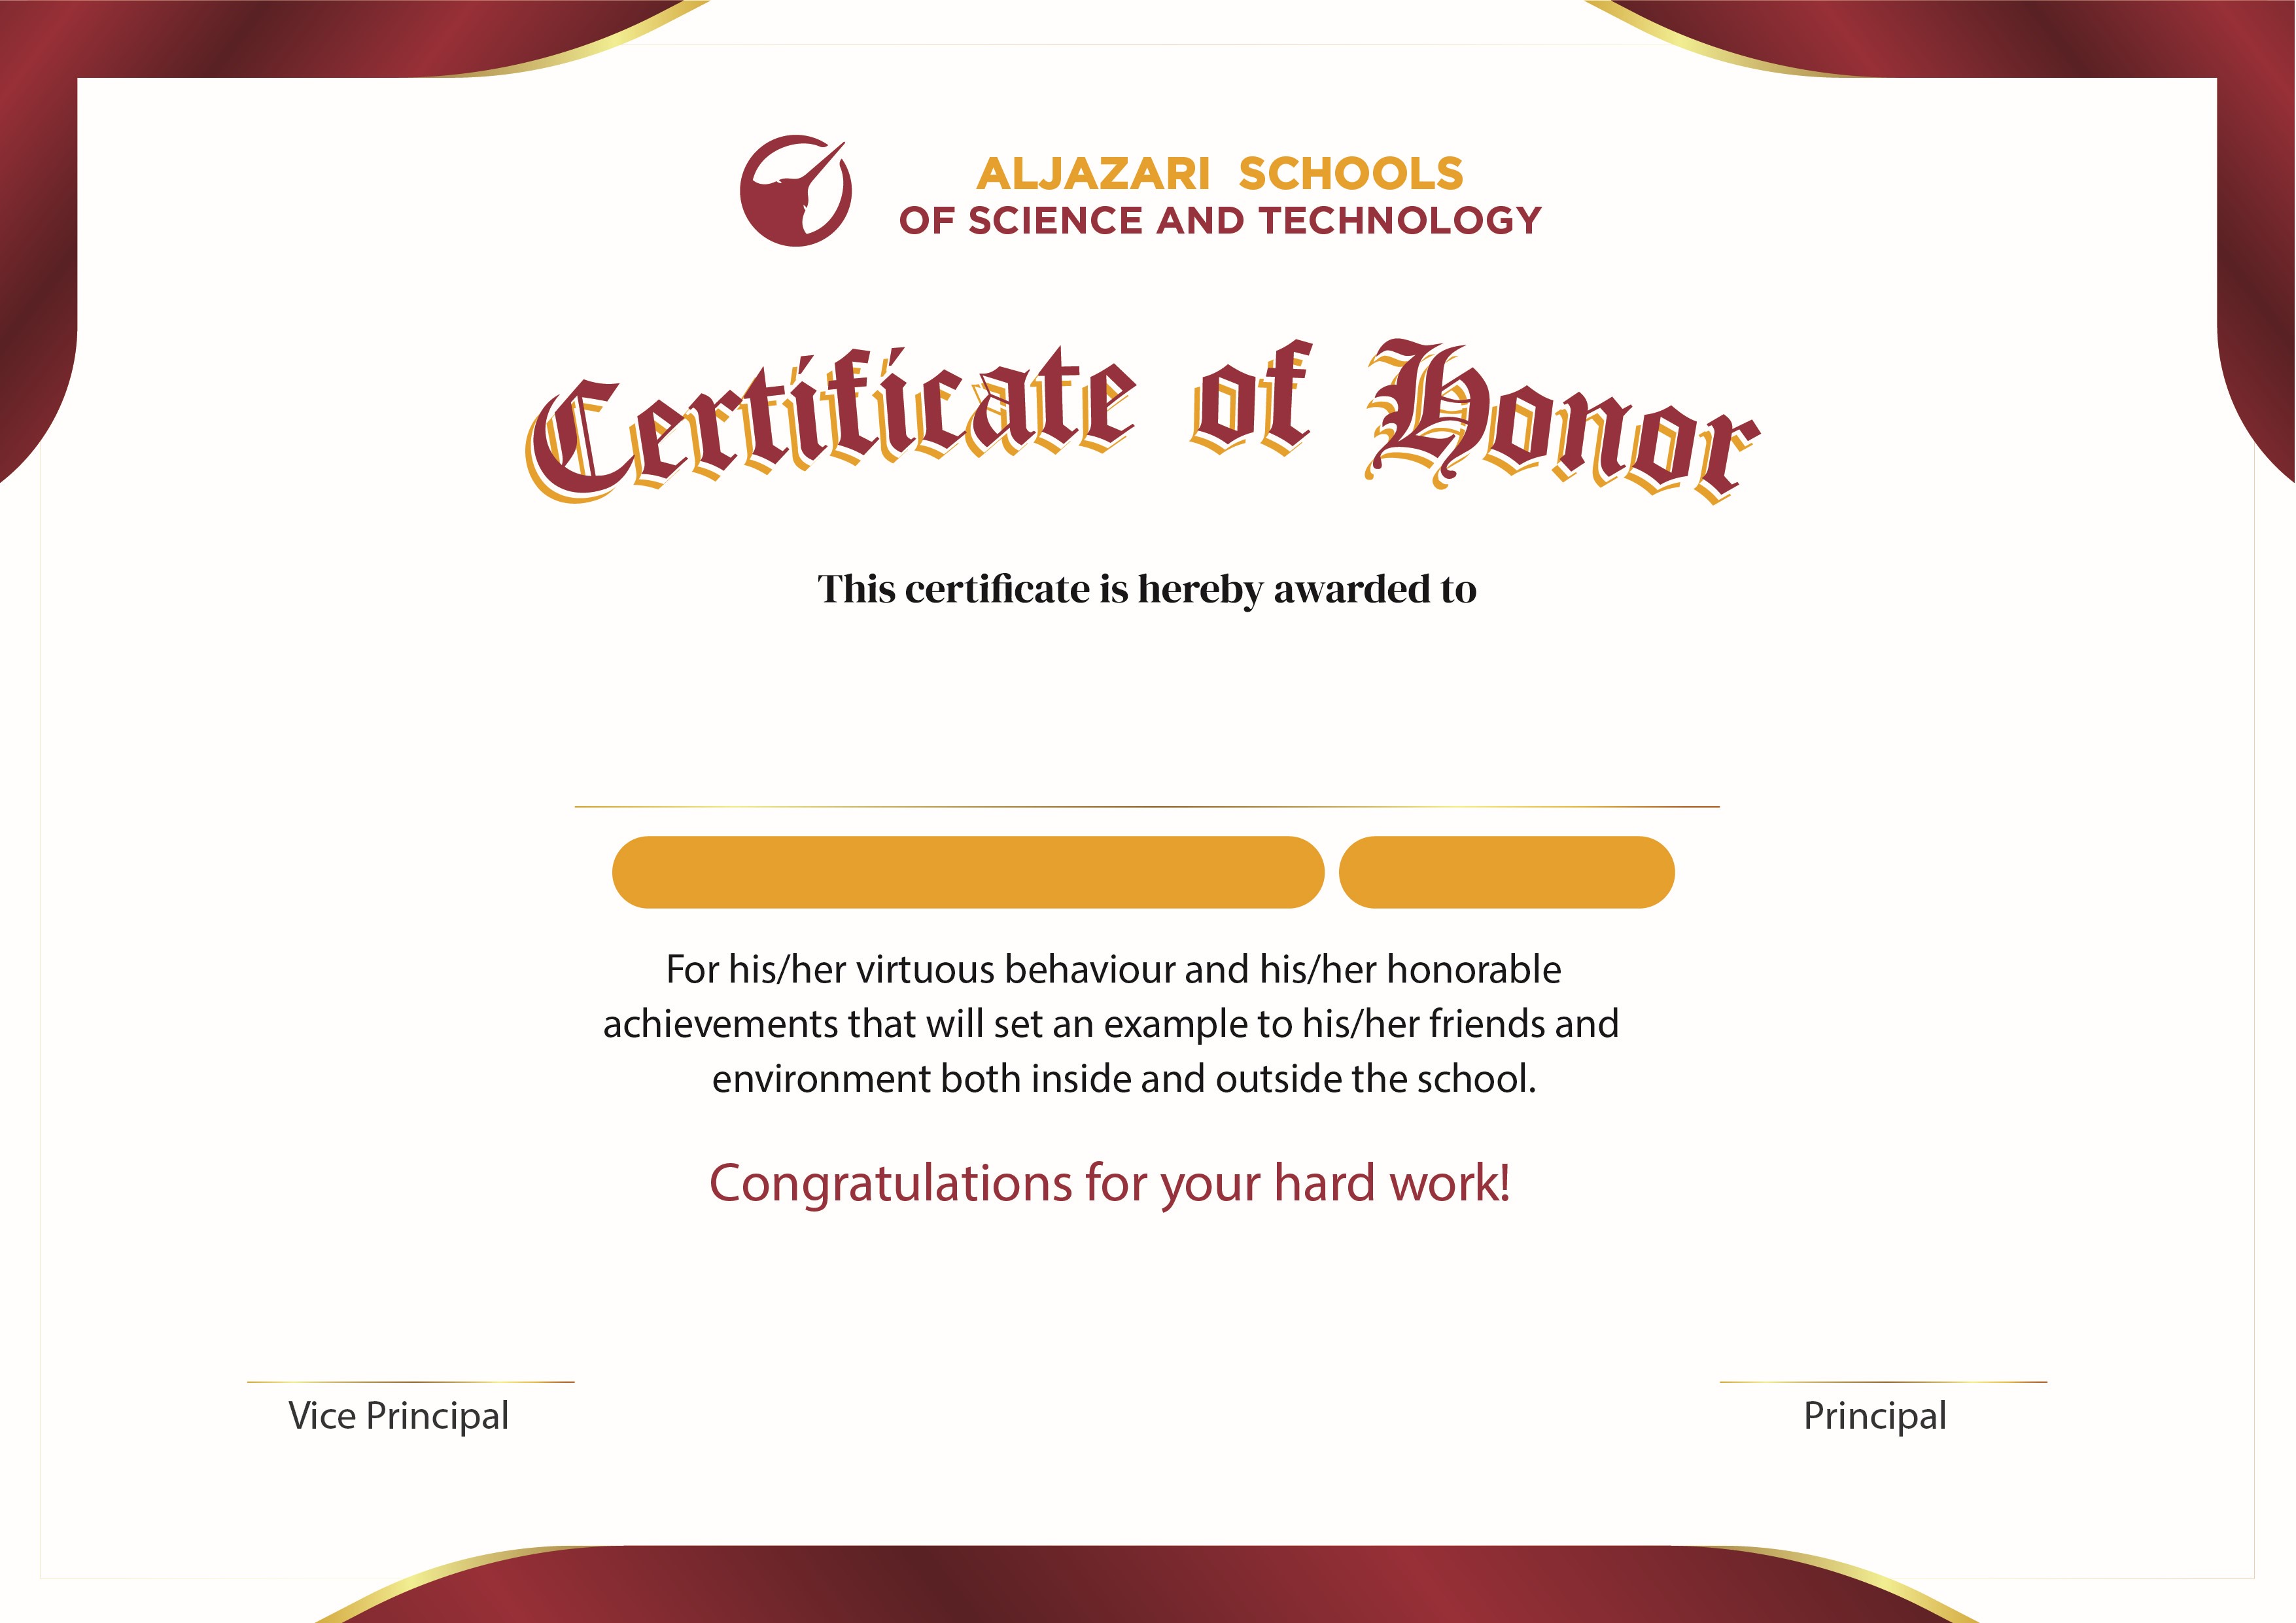 ALJAZARI SCHOOLS
OF SCIENCE AND TECHNOLOGY
Certificate of Honor
This certificate is hereby awarded to
For his/her virtuous behaviour and his/her honorable
achievements that will set an example to his/her friends and
environment both inside and outside the school.
Congratulations for your hard work!
Vice Principal
Principal